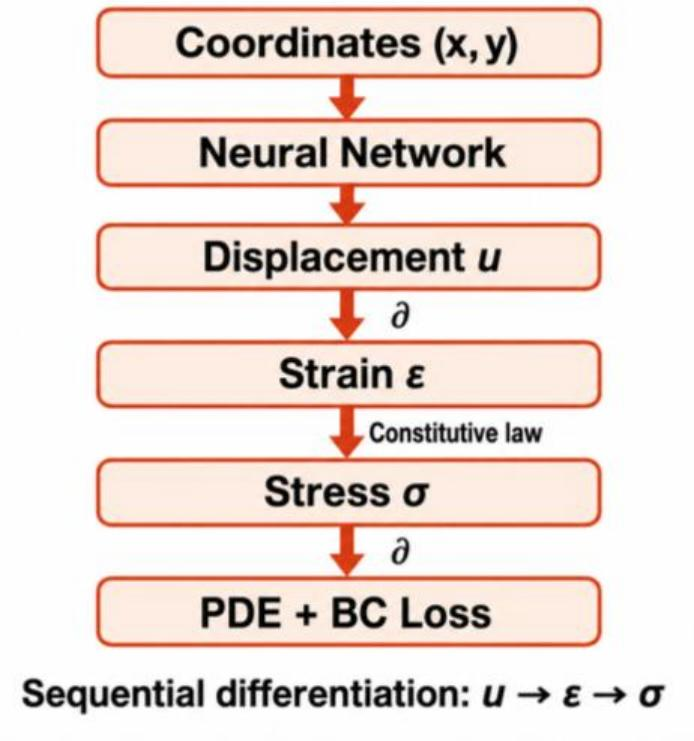 Coordinates (x, y)
Neural Network
Displacement u
∂
Strain ε
Constitutive law
Stress σ
∂
PDE + BC Loss
Sequential differentiation: u → ε → σ